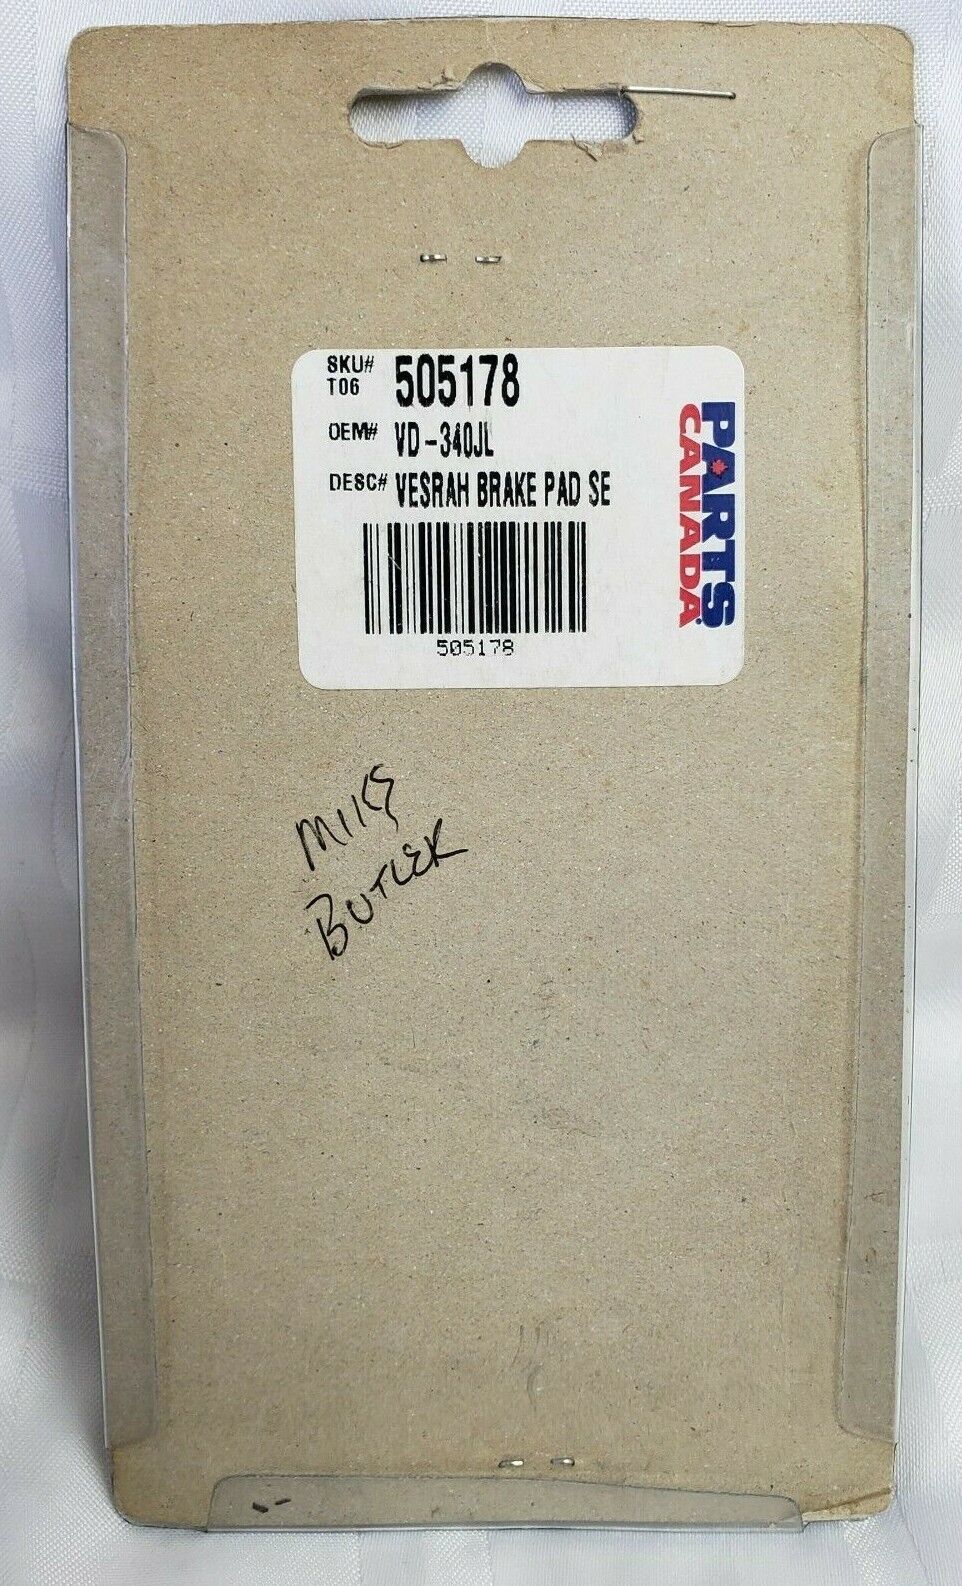 SKU# 505178
T06
OEM# VD-340JL
DESC# VESRAH BRAKE PAD SE
505178
PARTS
CANADA
MIKE
BUTLER